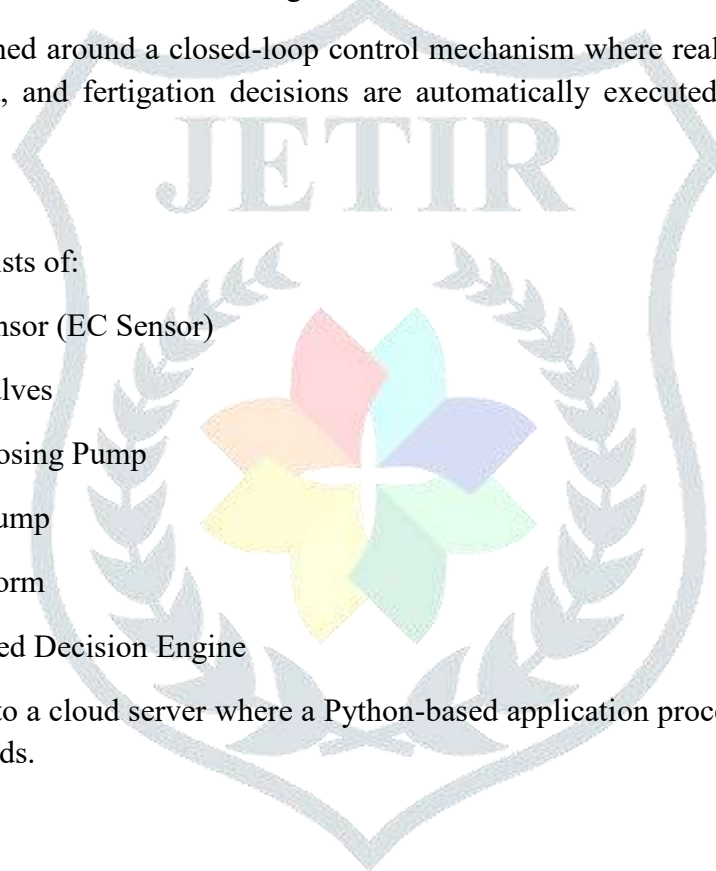 ned around a closed-loop control mechanism where real
, and fertigation decisions are automatically executed
JETIR
sts of:
nsor (EC Sensor)
alves
osing Pump
ump
orm
ed Decision Engine
to a cloud server where a Python-based application proc
ds.